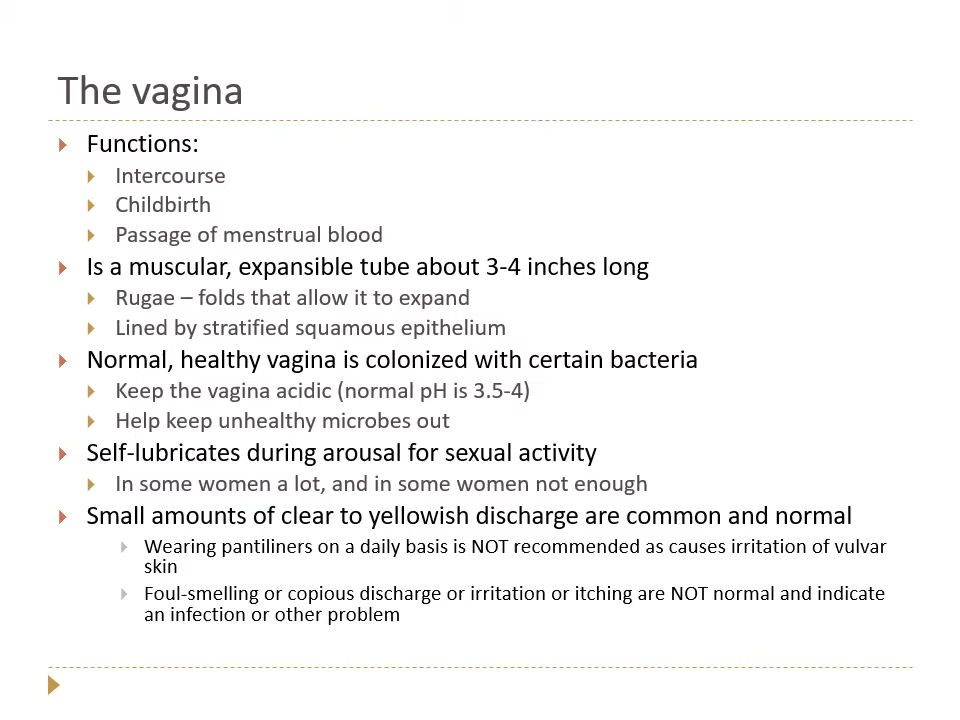 The vagina
Functions:
Intercourse
Childbirth
Passage of menstrual blood
Is a muscular, expansible tube about 3-4 inches long
Rugae – folds that allow it to expand
Lined by stratified squamous epithelium
Normal, healthy vagina is colonized with certain bacteria
Keep the vagina acidic (normal pH is 3.5-4)
Help keep unhealthy microbes out
Self-lubricates during arousal for sexual activity
In some women a lot, and in some women not enough
Small amounts of clear to yellowish discharge are common and normal
Wearing pantiliners on a daily basis is NOT recommended as causes irritation of vulvar
skin
Foul-smelling or copious discharge or irritation or itching are NOT normal and indicate
an infection or other problem